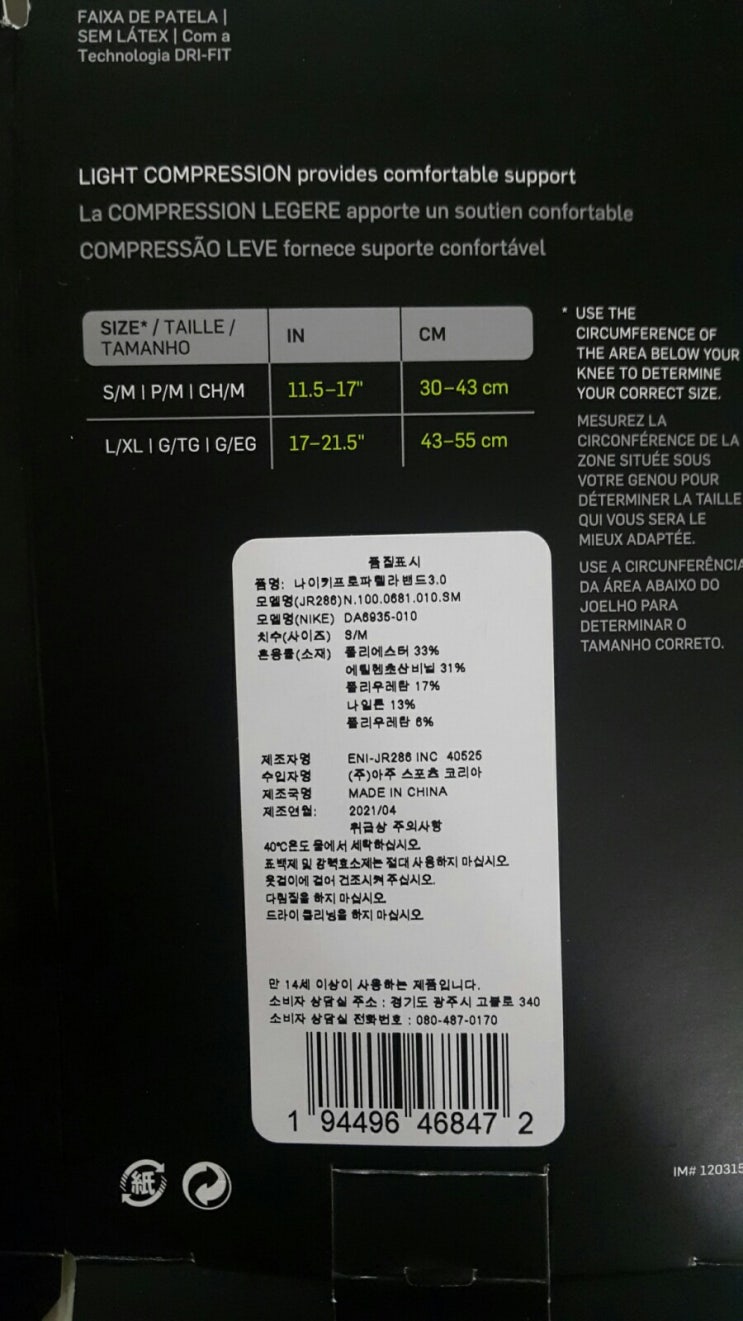 FAIXA DE PATELA |
SEM LÁTEX | Com a
Technologia DRI-FIT
LIGHT COMPRESSION provides comfortable support
La COMPRESSION LEGERE apporte un soutien confortable
COMPRESSÃO LEVE fornece suporte confortável
SIZE* / TAILLE /
TAMANHO
IN
CM
S/M | P/M | CH/M
11.5–17"
30–43 cm
L/XL | G/TG | G/EG
17–21.5"
43–55 cm
* USE THE
CIRCUMFERENCE OF
THE AREA BELOW YOUR
KNEE TO DETERMINE
YOUR CORRECT SIZE.
MESUREZ LA
CIRCONFÉRENCE DE LA
ZONE SITUÉE SOUS
VOTRE GENOU POUR
DÉTERMINER LA TAILLE
QUI VOUS SERA LE
MIEUX ADAPTÉE.
USE A CIRCUNFERÊNCIA
DA ÁREA ABAIXO DO
JOELHO PARA
DETERMINAR O
TAMANHO CORRETO.
품질표시
품명: 나이키프로파텔라밴드3.0
모델명(JR286)N.100.0681.010.SM
모델명(NIKE) DA6935-010
치수(사이즈) S/M
혼용률(소재) 폴리에스터 33%
에틸렌초산비닐 31%
폴리우레탄 17%
나일론 13%
폴리우레탄 6%
제조자명 ENI-JR286 INC 40525
수입자명 (주)아주 스포츠 코리아
제조국명 MADE IN CHINA
제조연월: 2021/04
취급상 주의사항
40℃온도 물에서 세탁하십시오
표백제 및 강력효소제는 절대 사용하지 마십시오
옷걸이에 걸어 건조시켜 주십시오.
다림질을 하지 마십시오
드라이 클리닝을 하지 마십시오
만 14세 이상이 사용하는 제품입니다.
소비자 상담실 주소 : 경기도 광주시 고불로 340
소비자 상담실 전화번호 : 080-487-0170
1 94496 46847 2
紙
IM# 120315